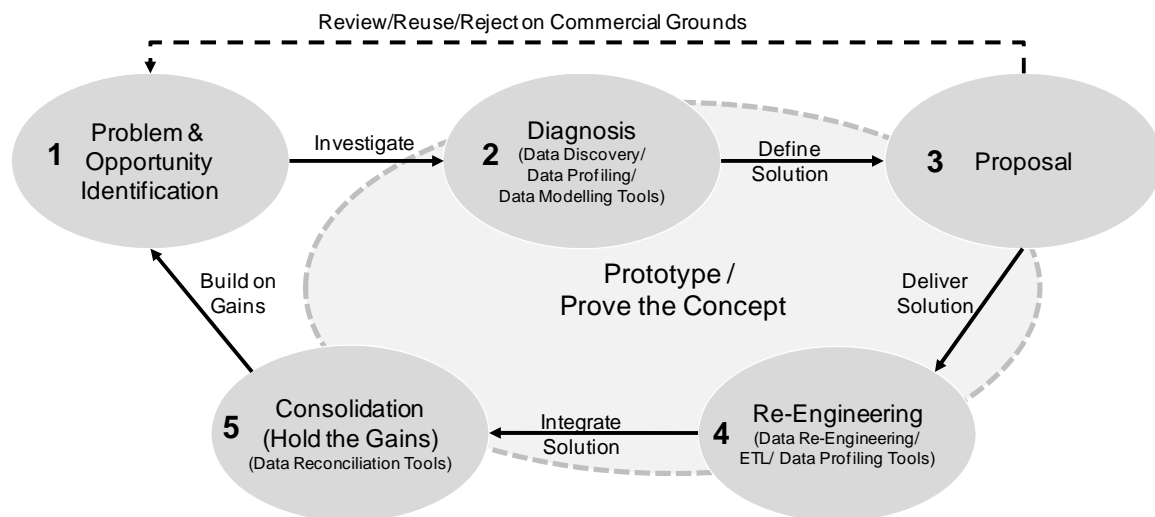 Review/Reuse/Reject on Commercial Grounds
1
Problem &
Opportunity
Identification
Investigate
2
Diagnosis
(Data Discovery/
Data Profiling/
Data Modelling Tools)
Define
Solution
3
Proposal
Prototype /
Prove the Concept
Build on
Gains
Deliver
Solution
5
Consolidation
(Hold the Gains)
(Data Reconciliation Tools)
Integrate
Solution
4
Re-Engineering
(Data Re-Engineering/
ETL/ Data Profiling Tools)